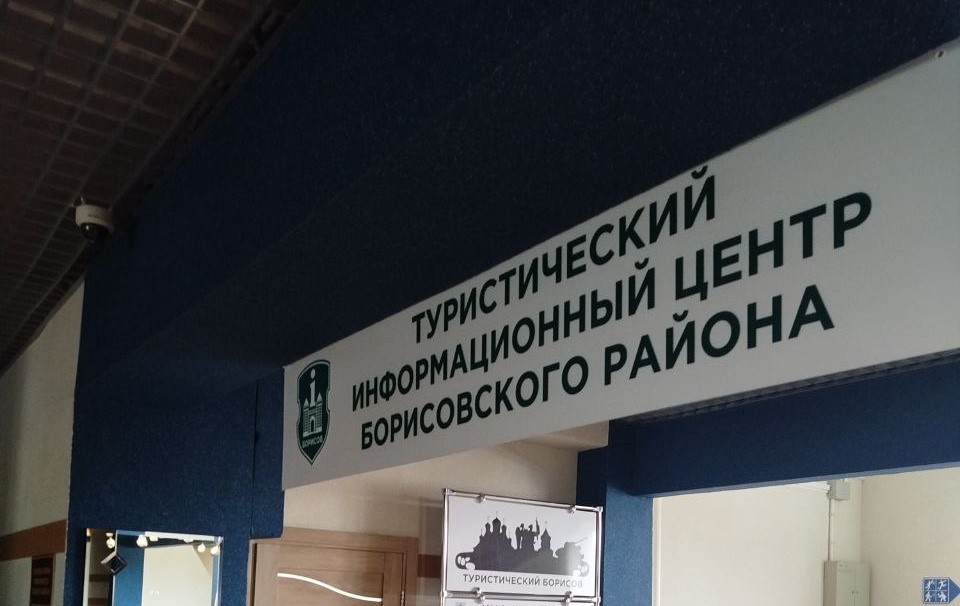 ТУРИСТИЧЕСКИЙ
ИНФОРМАЦИОННЫЙ ЦЕНТР
БОРИСОВСКОГО РАЙОНА
БОРИСОВ
ТУРИСТИЧЕСКИЙ БОРИСОВ